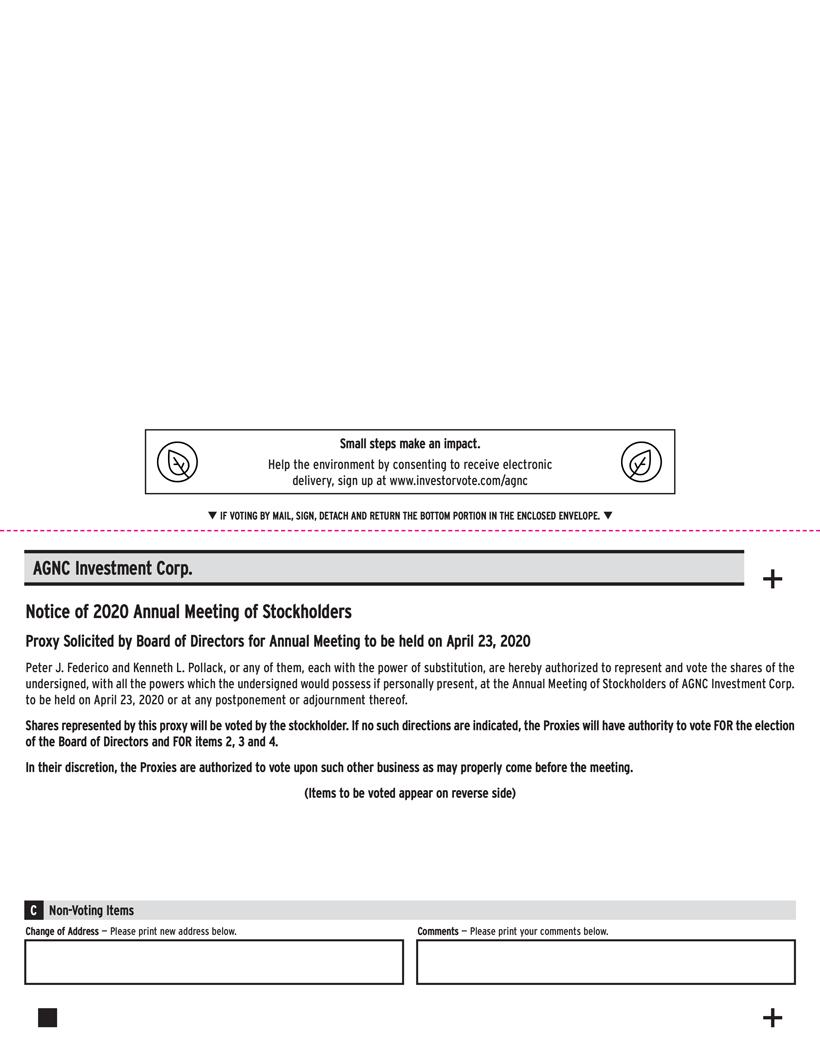 Small steps make an impact.
Help the environment by consenting to receive electronic
delivery, sign up at www.investorvote.com/agnc
▼ IF VOTING BY MAIL, SIGN, DETACH AND RETURN THE BOTTOM PORTION IN THE ENCLOSED ENVELOPE. ▼
AGNC Investment Corp.
Notice of 2020 Annual Meeting of Stockholders
Proxy Solicited by Board of Directors for Annual Meeting to be held on April 23, 2020
Peter J. Federico and Kenneth L. Pollack, or any of them, each with the power of substitution, are hereby authorized to represent and vote the shares of the
undersigned, with all the powers which the undersigned would possess if personally present, at the Annual Meeting of Stockholders of AGNC Investment Corp.
to be held on April 23, 2020 or at any postponement or adjournment thereof.
Shares represented by this proxy will be voted by the stockholder. If no such directions are indicated, the Proxies will have authority to vote FOR the election
of the Board of Directors and FOR items 2, 3 and 4.
In their discretion, the Proxies are authorized to vote upon such other business as may properly come before the meeting.
(Items to be voted appear on reverse side)
C Non-Voting Items
Change of Address – Please print new address below.
Comments – Please print your comments below.